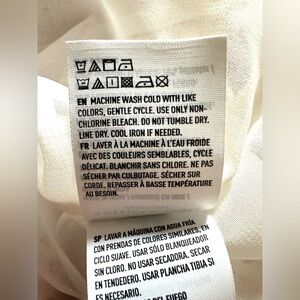 EN MACHINE WASH COLD WITH LIKE
COLORS, GENTLE CYCLE. USE ONLY NON-
CHLORINE BLEACH. DO NOT TUMBLE DRY.
LINE DRY. COOL IRON IF NEEDED.
FR LAVER À LA MACHINE À L'EAU FROIDE
AVEC DES COULEURS SEMBLABLES, CYCLE
DÉLICAT. BLANCHIR SANS CHLORE. NE PAS
SÉCHER PAR CULBUTAGE. SÉCHER SUR
CORDE. REPASSER À BASSE TEMPÉRATURE
AU BESOIN.
SP LAVAR A MÁQUINA CON AGUA FRÍA
CON PRENDAS DE COLORES SIMILARES, EN
CICLO SUAVE. USAR SÓLO BLANQUEADOR
SIN CLORO. NO USAR SECADORA. SECAR
EN TENDEDERO. USAR PLANCHA TIBIA SI
ES NECESARIO.
DEL FUEGO